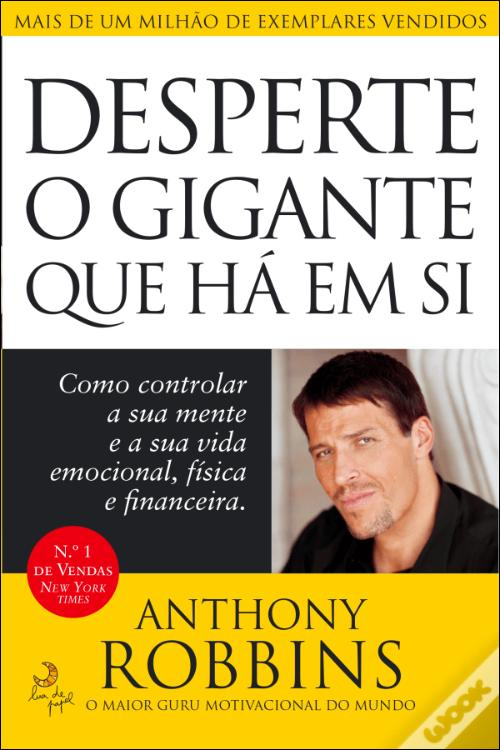 MAIS DE UM MILHÃO DE EXEMPLARES VENDIDOS
DESPERTE
O GIGANTE
QUE HÁ EM SI
Como controlar
a sua mente
e a sua vida
emocional, física
e financeira.
N.º 1
DE VENDAS
NEW YORK
TIMES
ANTHONY
ROBBINS
O MAIOR GURU MOTIVACIONAL DO MUNDO
lua de
papel
wook